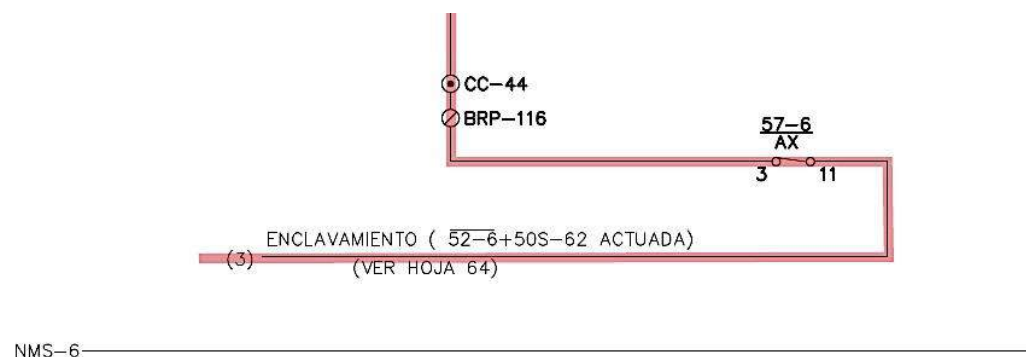 CC-44
BRP-116
57-6
AX
3
11
ENCLAVAMIENTO ( 52-6+50S-62 ACTUADA)
(3)
(VER HOJA 64)
NMS-6